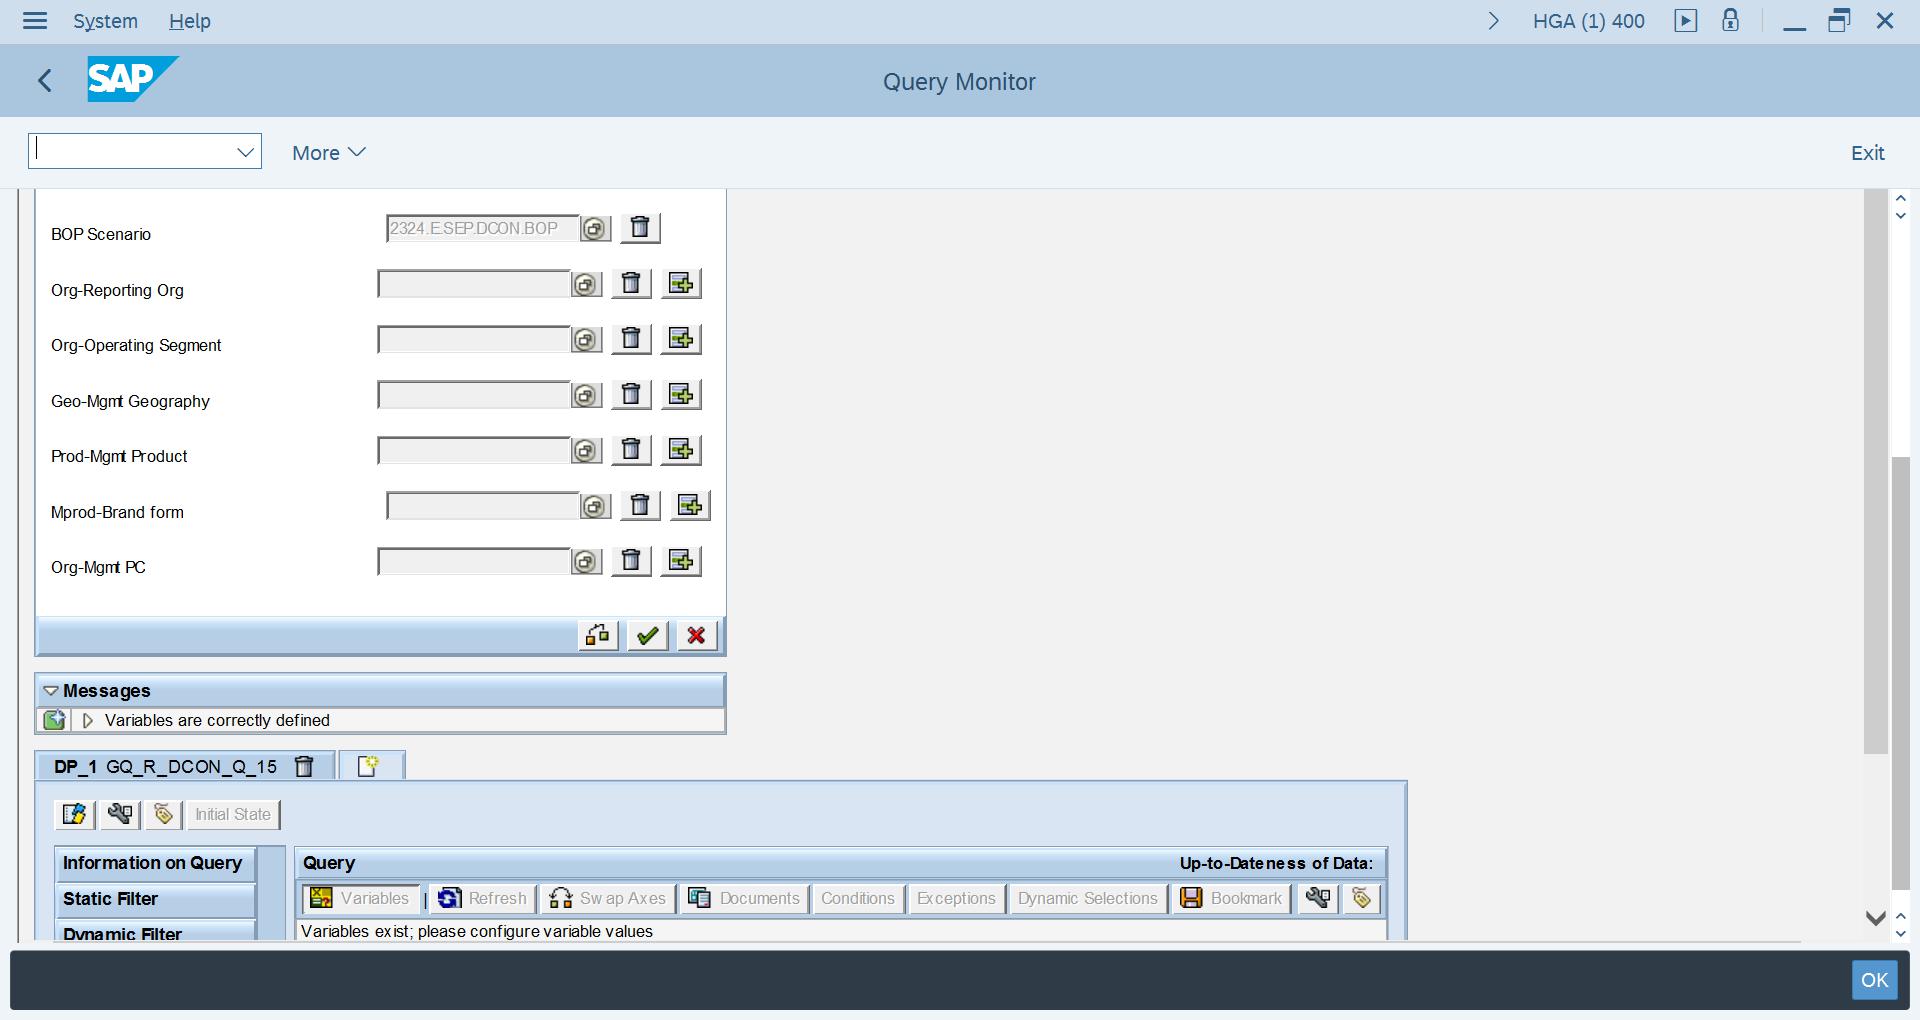 System Help HGA (1) 400
SAP Query Monitor
More Exit
BOP Scenario 2324.E.SEP.DCON.BOP
Org-Reporting Org
Org-Operating Segment
Geo-Mgmt Geography
Prod-Mgmt Product
Mprod-Brand form
Org-Mgmt PC
Messages
Variables are correctly defined
DP_1 GQ_R_DCON_Q_15
Initial State
Information on Query
Static Filter
Dynamic Filter
Query Up-to-Dateness of Data:
Variables Refresh Swap Axes Documents Conditions Exceptions Dynamic Selections Bookmark
Variables exist; please configure variable values
OK